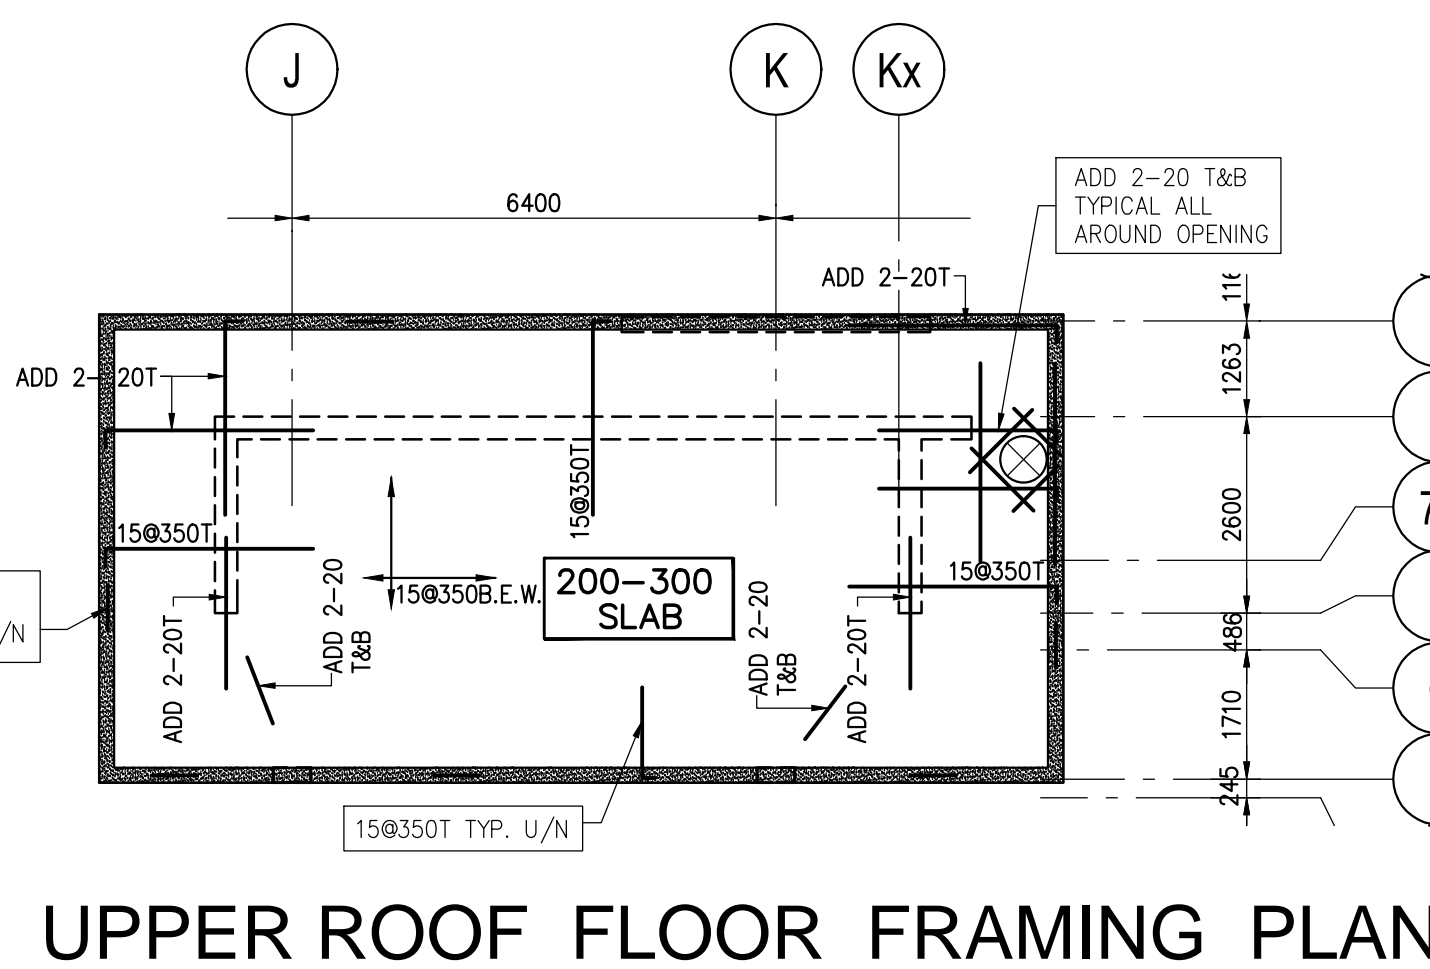 J
K
Kx
6400
ADD 2-20 T&B
TYPICAL ALL
AROUND OPENING
ADD 2-20T
ADD 2-20T
116
1263
2600
486
1710
245
7
15@350T
15@350T
15@350T
15@350B.E.W.
200-300
SLAB
ADD 2-20T
ADD 2-20
T&B
ADD 2-20
T&B
ADD 2-20T
/N
15@350T TYP. U/N
UPPER ROOF FLOOR FRAMING PLAN